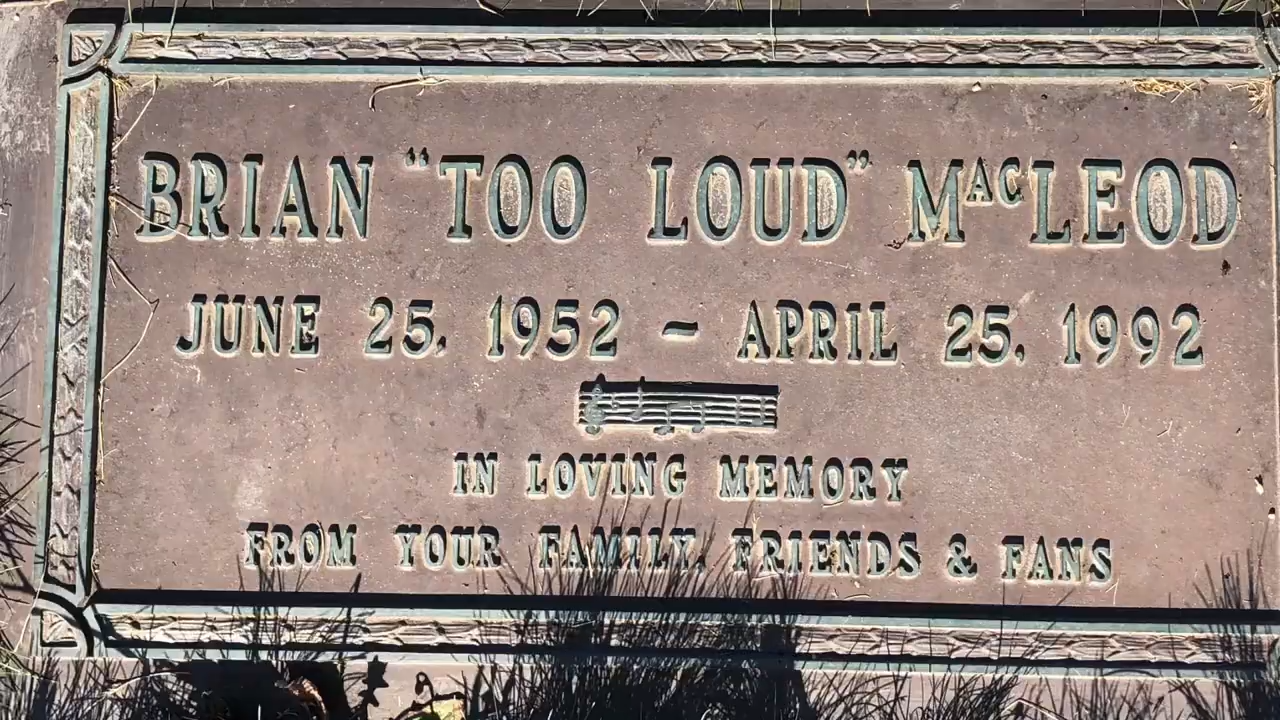 BRIAN “TOO LOUD” MACLEOD
JUNE 25, 1952 – APRIL 25, 1992
IN LOVING MEMORY
FROM YOUR FAMILY, FRIENDS & FANS